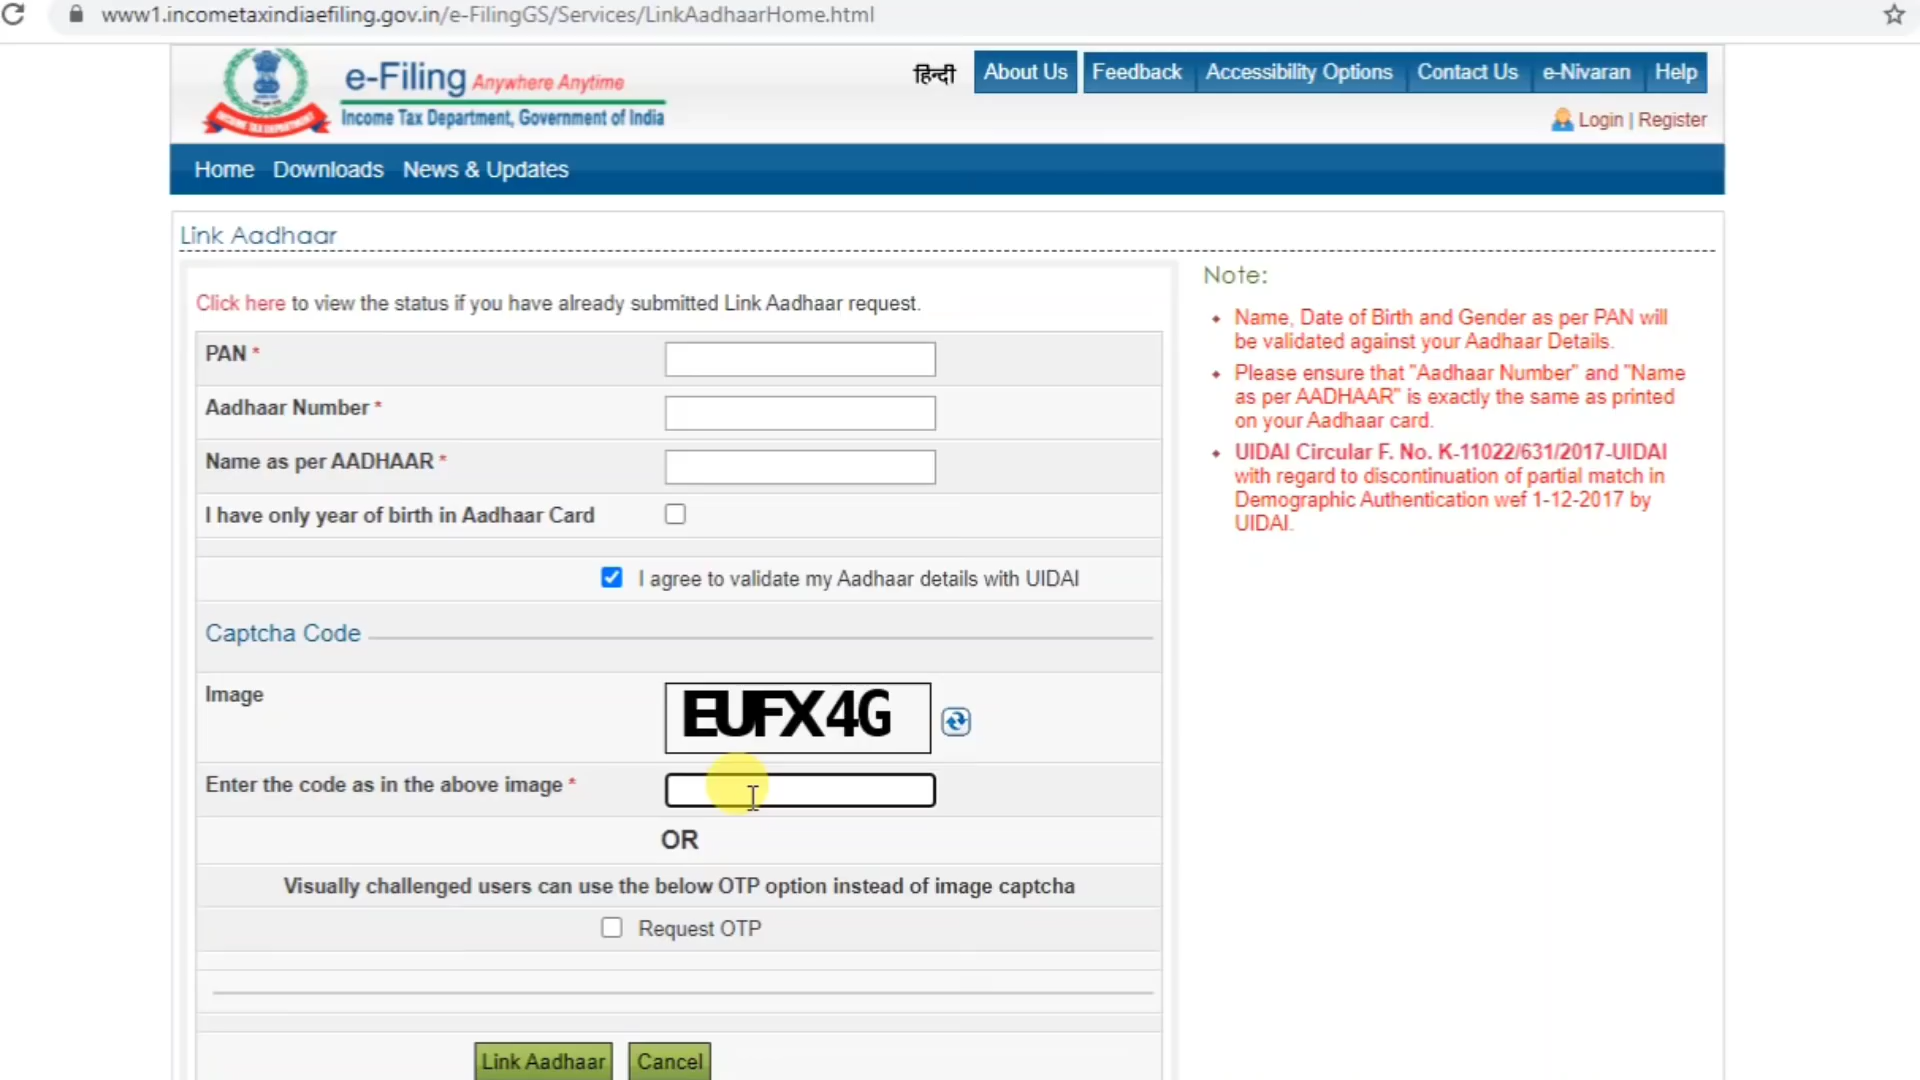 www1.incometaxindiaefiling.gov.in/e-FilingGS/Services/LinkAadhaarHome.html
e-Filing Anywhere Anytime
Income Tax Department, Government of India
INCOME TAX DEPARTMENT
हिन्दी About Us Feedback Accessibility Options Contact Us e-Nivaran Help
Login | Register
Home Downloads News & Updates
Link Aadhaar
Click here to view the status if you have already submitted Link Aadhaar request.
PAN *
Aadhaar Number *
Name as per AADHAAR *
I have only year of birth in Aadhaar Card
I agree to validate my Aadhaar details with UIDAI
Captcha Code
Image
EUFX4G
Enter the code as in the above image *
OR
Visually challenged users can use the below OTP option instead of image captcha
Request OTP
Link Aadhaar Cancel
Note:
Name, Date of Birth and Gender as per PAN will
be validated against your Aadhaar Details.
Please ensure that "Aadhaar Number" and "Name
as per AADHAAR" is exactly the same as printed
on your Aadhaar card.
UIDAI Circular F. No. K-11022/631/2017-UIDAI
with regard to discontinuation of partial match in
Demographic Authentication wef 1-12-2017 by
UIDAI.